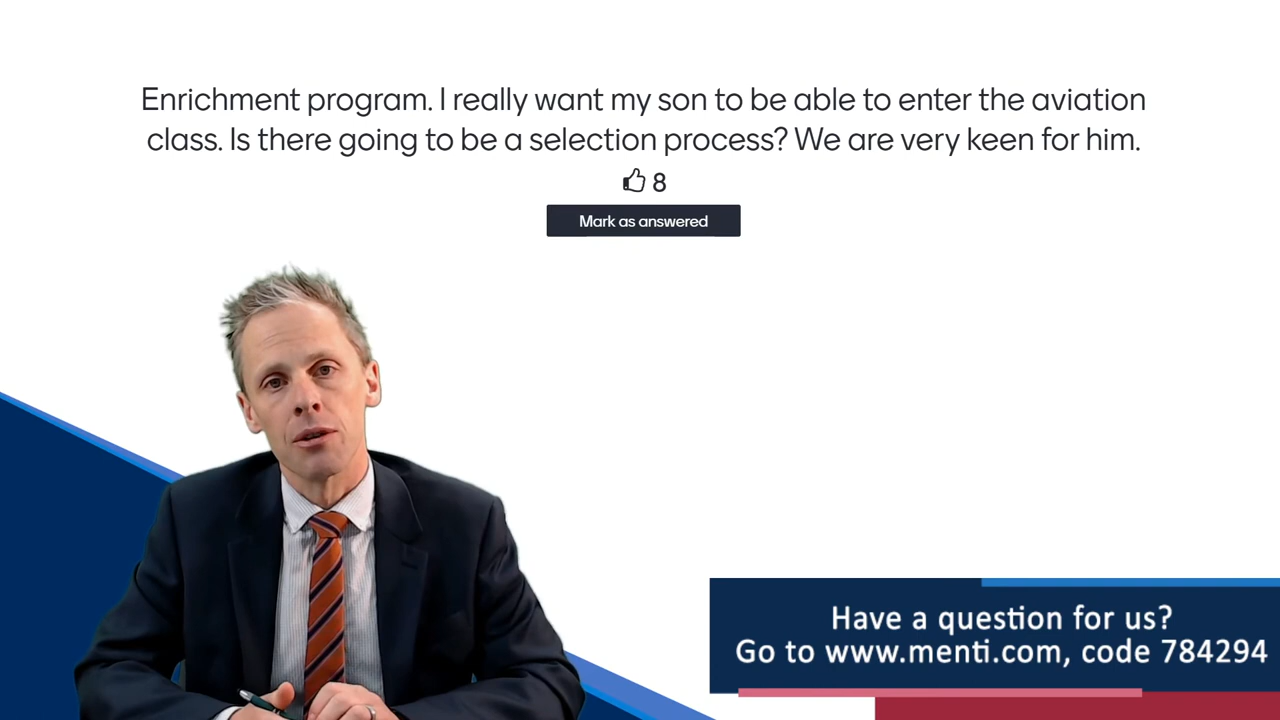 Enrichment program. I really want my son to be able to enter the aviation
class. Is there going to be a selection process? We are very keen for him.
8
Mark as answered
Have a question for us?
Go to www.menti.com, code 784294